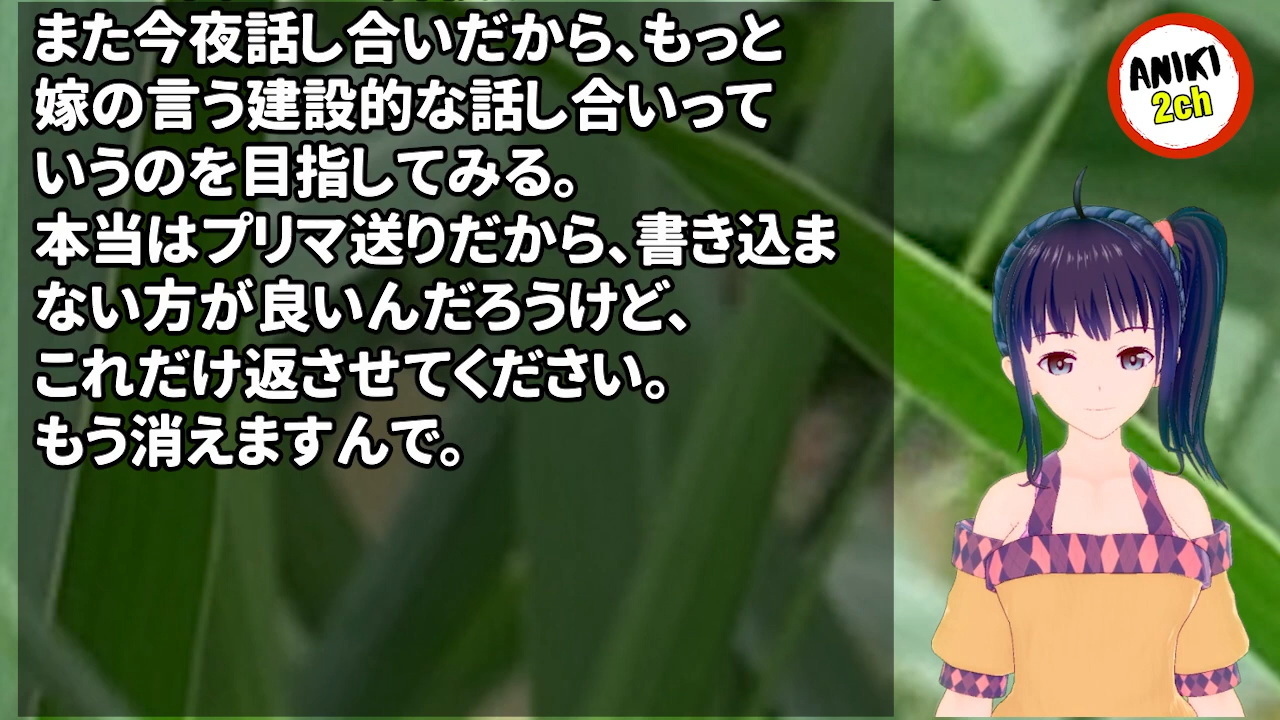 また今夜話し合いだから、もっと
嫁の言う建設的な話し合いって
いうのを目指してみる。
本当はプリマ送りだから、書き込ま
ない方が良いんだろうけど、
これだけ返させてください。
もう消えますんで。
ANIKI
2ch